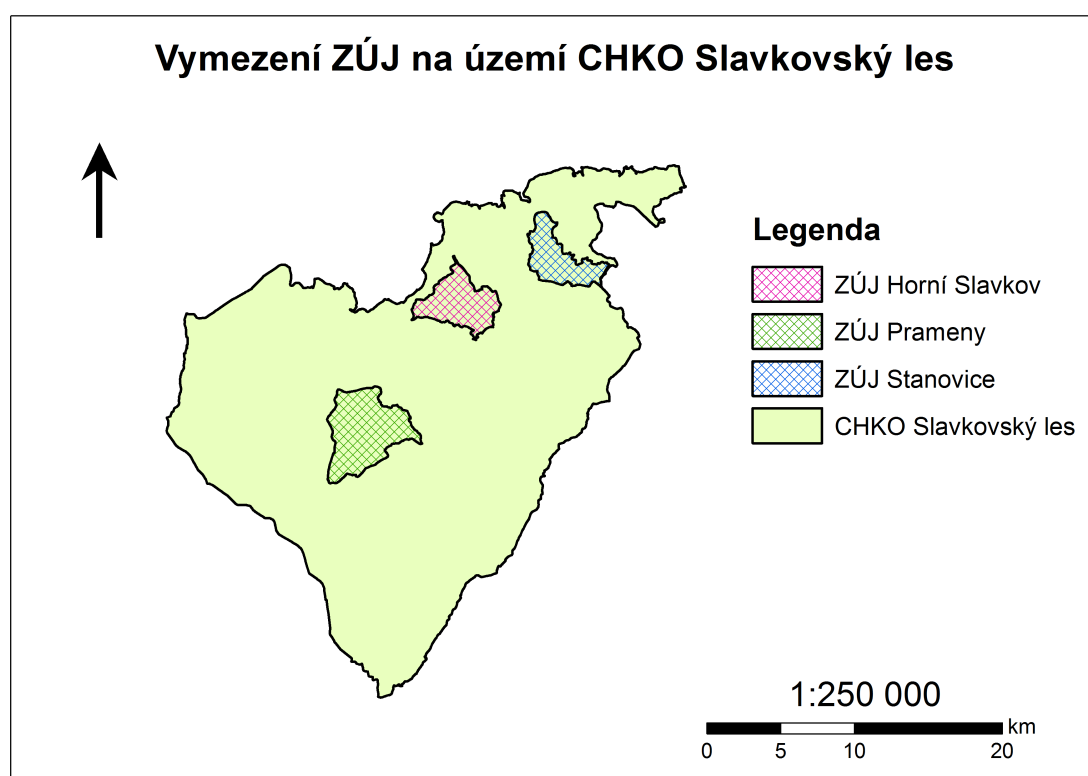 Vymezení ZÚJ na území CHKO Slavkovský les
Legenda
ZÚJ Horní Slavkov
ZÚJ Prameny
ZÚJ Stanovice
CHKO Slavkovský les
1:250 000
km
0 5 10 20